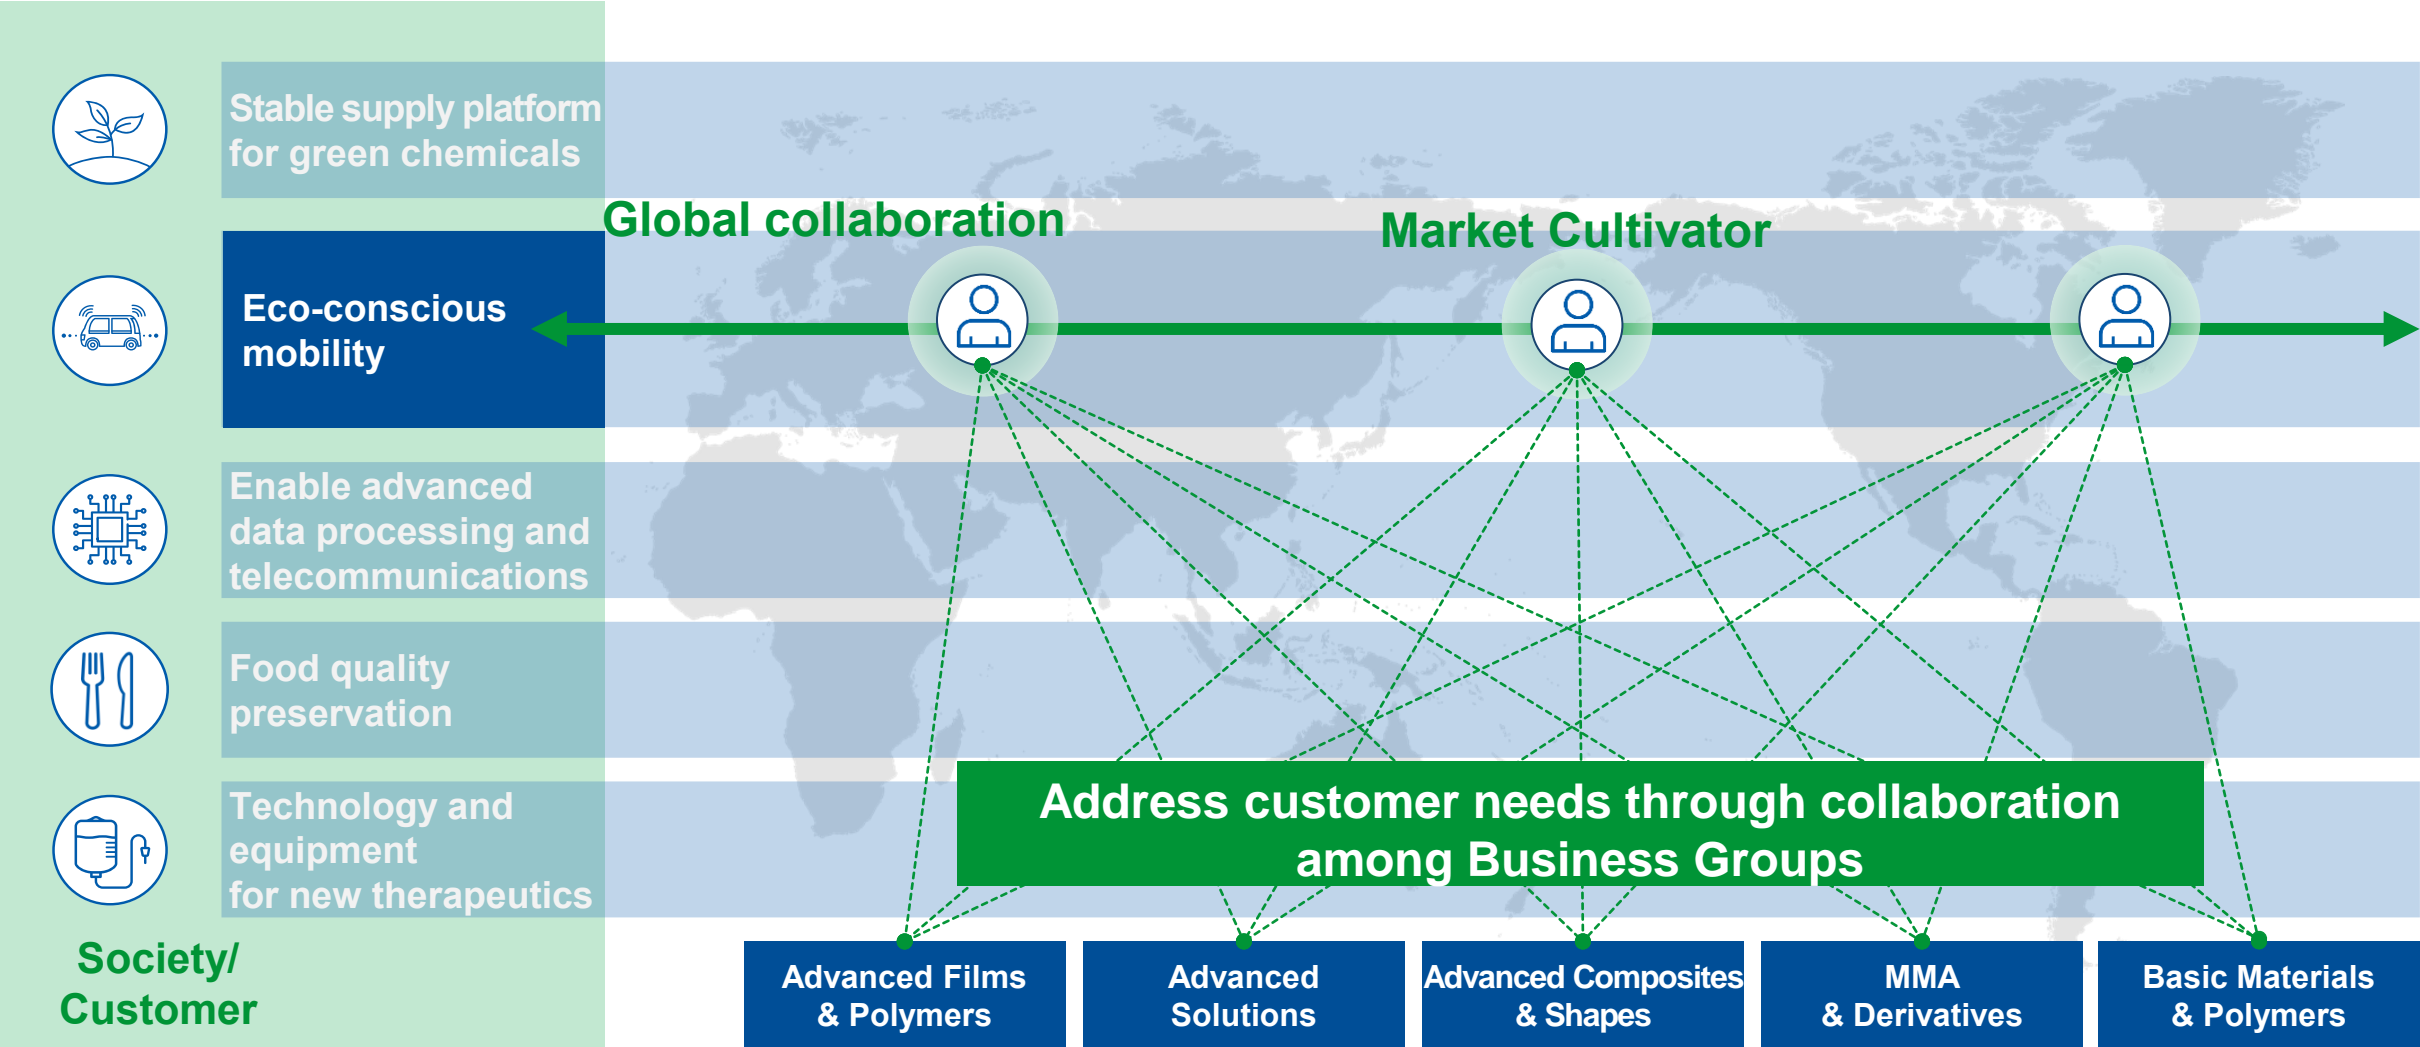 Stable supply platform
for green chemicals
Global collaboration
Market Cultivator
Eco-conscious
mobility
Enable advanced
data processing and
telecommunications
Food quality
preservation
Technology and
equipment
for new therapeutics
Address customer needs through collaboration
among Business Groups
Society/
Customer
Advanced Films
& Polymers
Advanced
Solutions
Advanced Composites
& Shapes
MMA
& Derivatives
Basic Materials
& Polymers